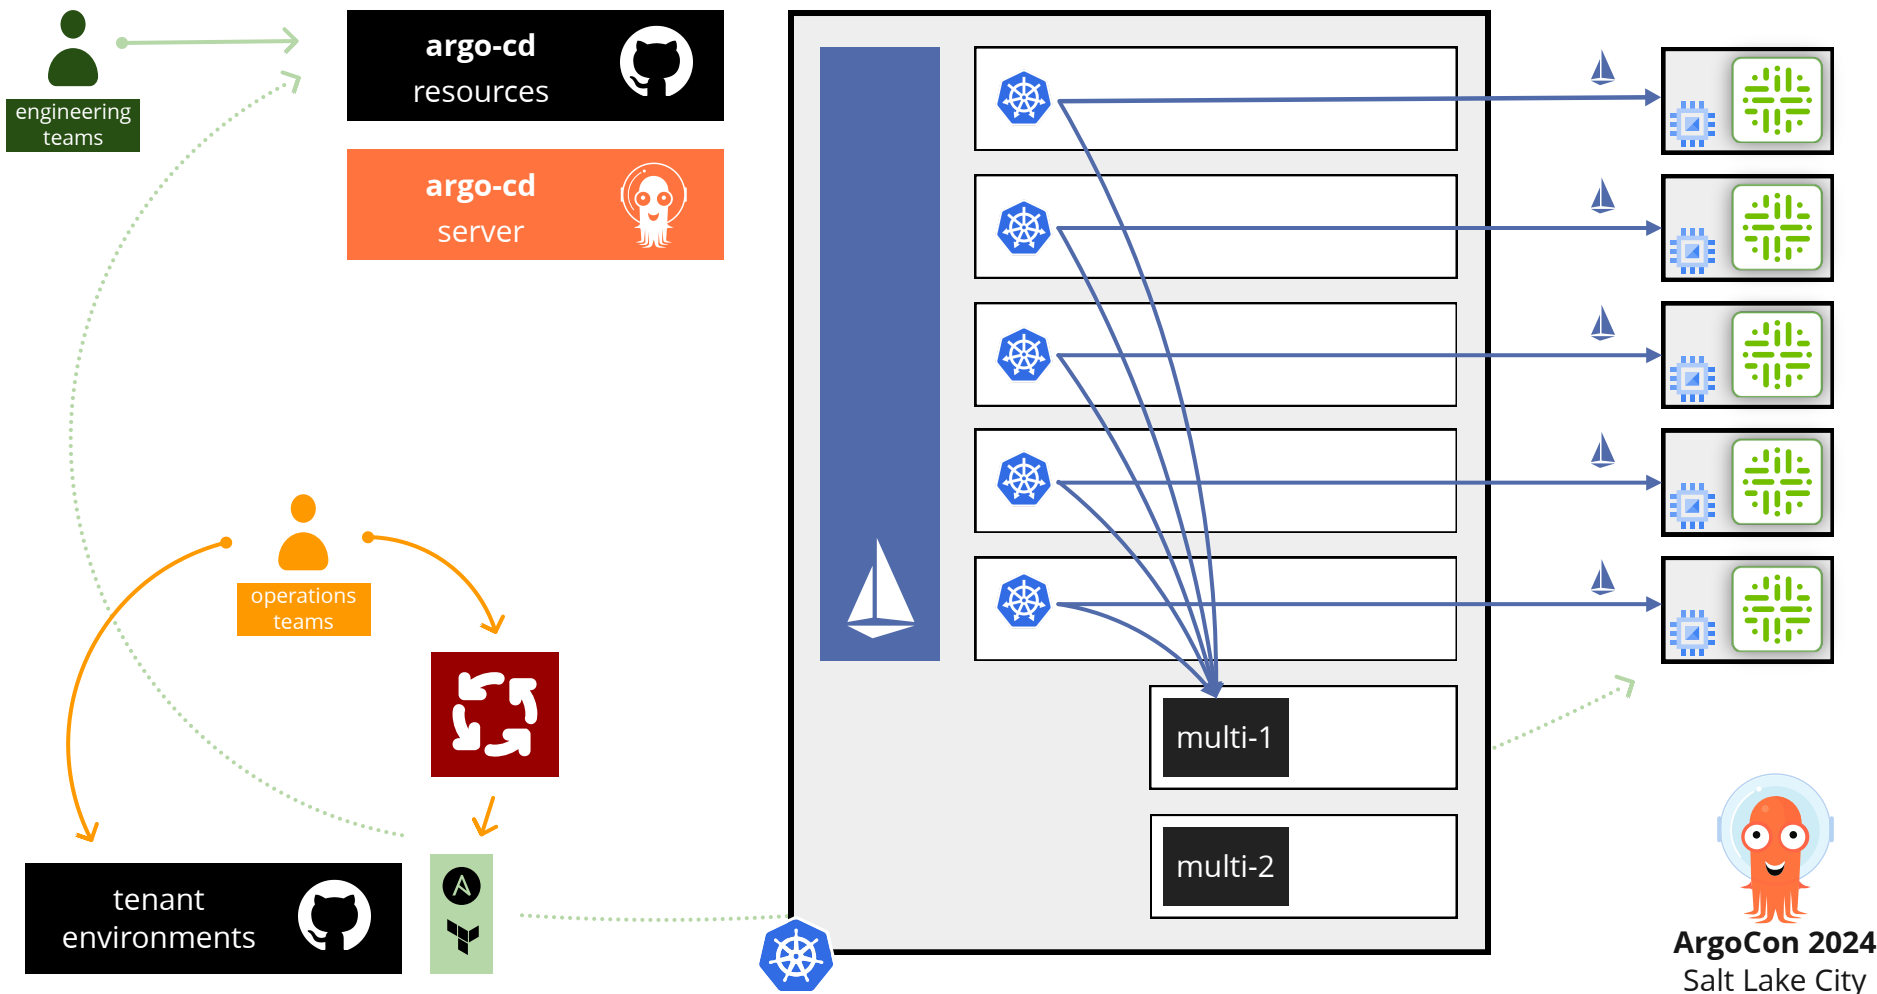 engineering
teams
argo-cd
resources
argo-cd
server
operations
teams
tenant
environments
multi-1
multi-2
ArgoCon 2024
Salt Lake City